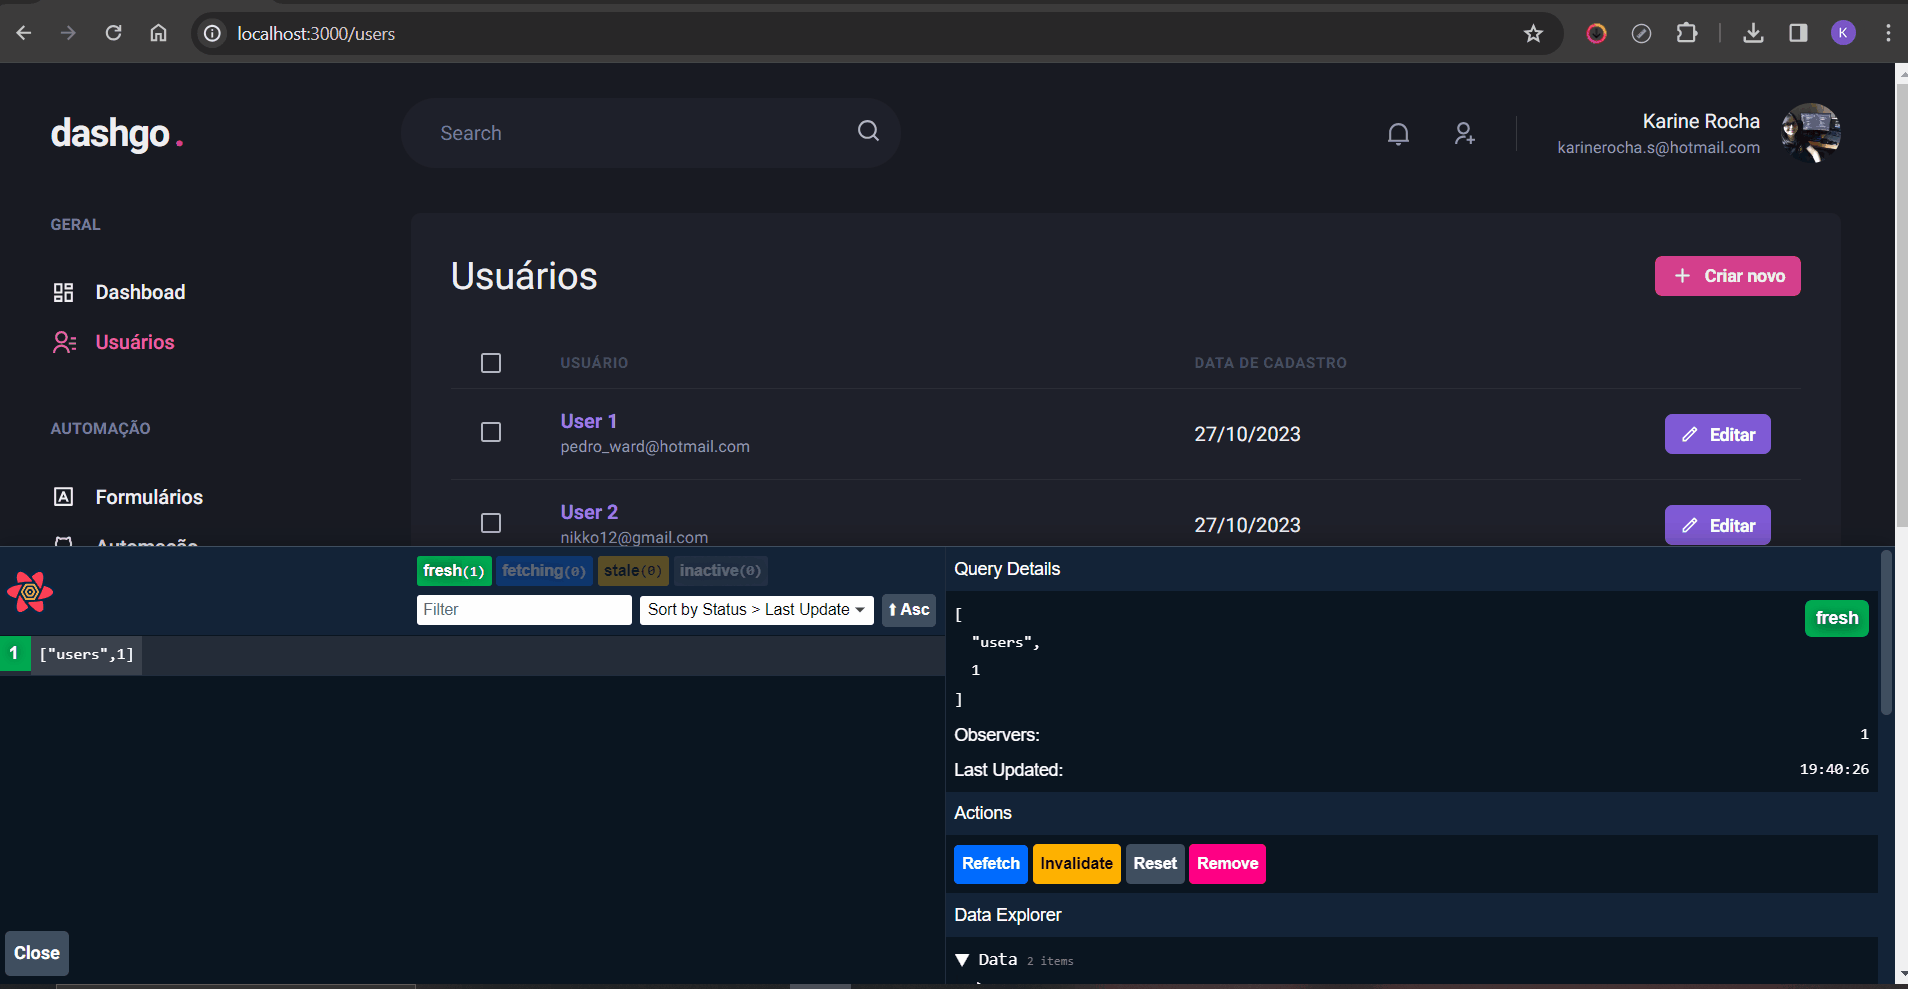 localhost:3000/users
K
dashgo.
Search
Karine Rocha
karinerocha.s@hotmail.com
GERAL
Dashboad
Usuários
AUTOMAÇÃO
Formulários
Automação
Usuários
Criar novo
USUÁRIO
DATA DE CADASTRO
User 1
pedro_ward@hotmail.com
27/10/2023
Editar
User 2
nikko12@gmail.com
27/10/2023
Editar
fresh(1) fetching(0) stale(0) inactive(0)
Filter
Sort by Status > Last Update
⬆ Asc
1 ["users",1]
Close
Query Details
[
"users",
1
]
fresh
Observers: 1
Last Updated: 19:40:26
Actions
Refetch Invalidate Reset Remove
Data Explorer
▼ Data 2 items